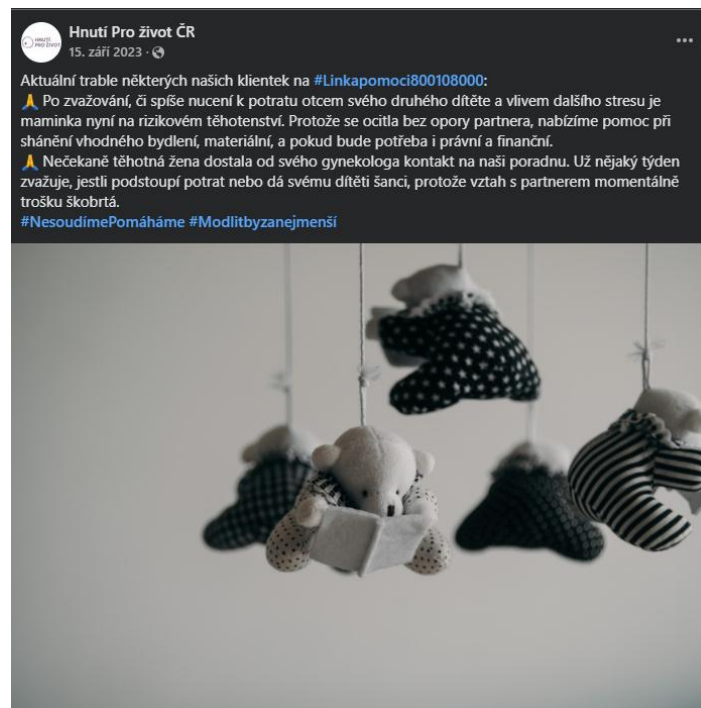 Hnutí Pro život ČR
15. září 2023 ·
Aktuální trable některých našich klientek na #Linkapomoci800108000:
🙏 Po zvažování, či spíše nucení k potratu otcem svého druhého dítěte a vlivem dalšího stresu je
maminka nyní na rizikovém těhotenství. Protože se ocitla bez opory partnera, nabízíme pomoc při
shánění vhodného bydlení, materiální, a pokud bude potřeba i právní a finanční.
🙏 Nečekaně těhotná žena dostala od svého gynekologa kontakt na naši poradnu. Už nějaký týden
zvažuje, jestli podstoupí potrat nebo dá svému dítěti šanci, protože vztah s partnerem momentálně
trošku škobrtá.
#NesoudímePomáháme #Modlitbyzanejmenší
HNUTÍ
PRO ŽIVOT